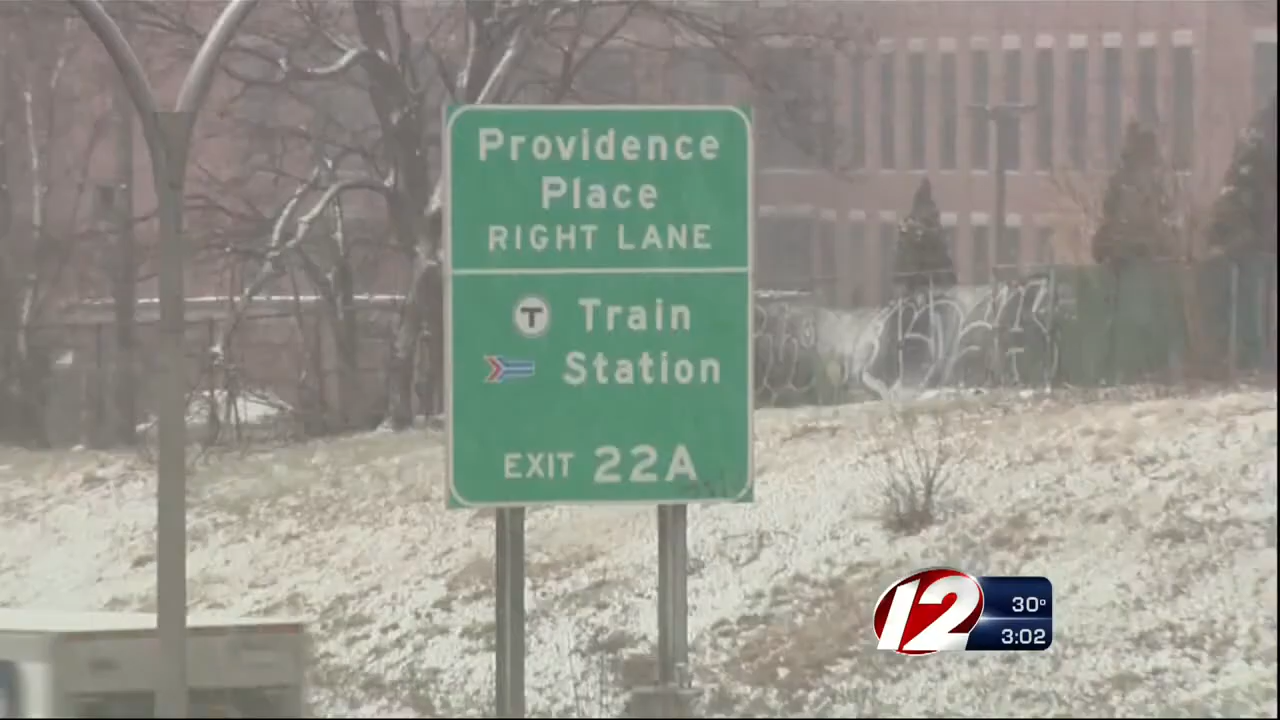 Providence
Place
RIGHT LANE
T Train
Station
EXIT 22A
12
30°
3:02